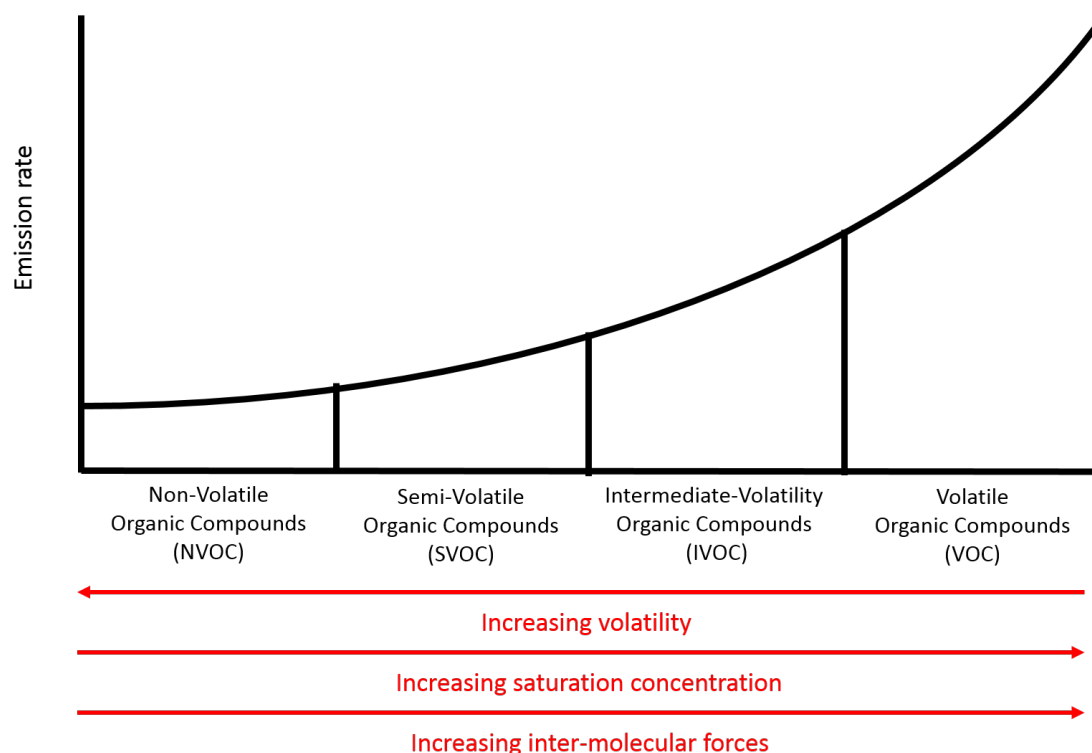 Emission rate
Non-Volatile
Organic Compounds
(NVOC)
Semi-Volatile
Organic Compounds
(SVOC)
Intermediate-Volatility
Organic Compounds
(IVOC)
Volatile
Organic Compounds
(VOC)
Increasing volatility
Increasing saturation concentration
Increasing inter-molecular forces